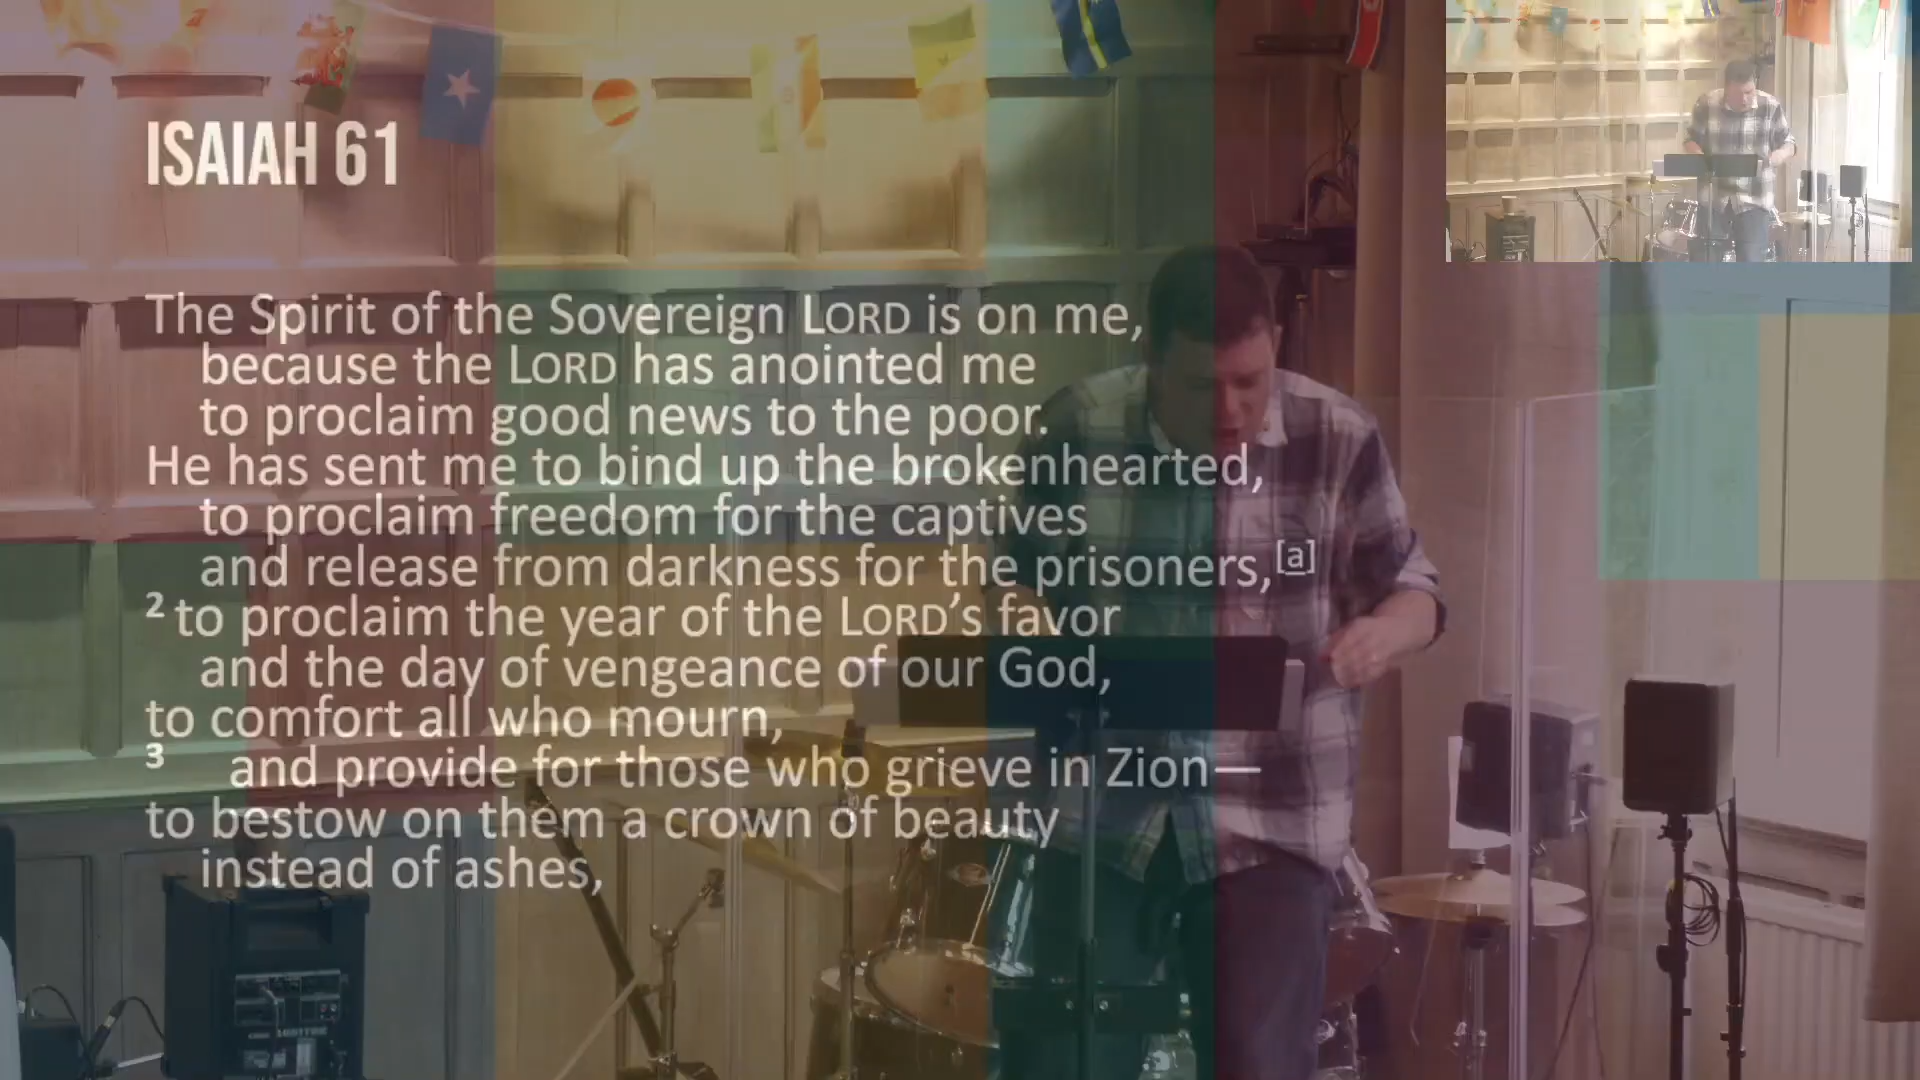 ISAIAH 61
The Spirit of the Sovereign LORD is on me,
because the LORD has anointed me
to proclaim good news to the poor.
He has sent me to bind up the brokenhearted,
to proclaim freedom for the captives
and release from darkness for the prisoners,[a]
2 to proclaim the year of the LORD’s favor
and the day of vengeance of our God,
to comfort all who mourn,
3 and provide for those who grieve in Zion—
to bestow on them a crown of beauty
instead of ashes,